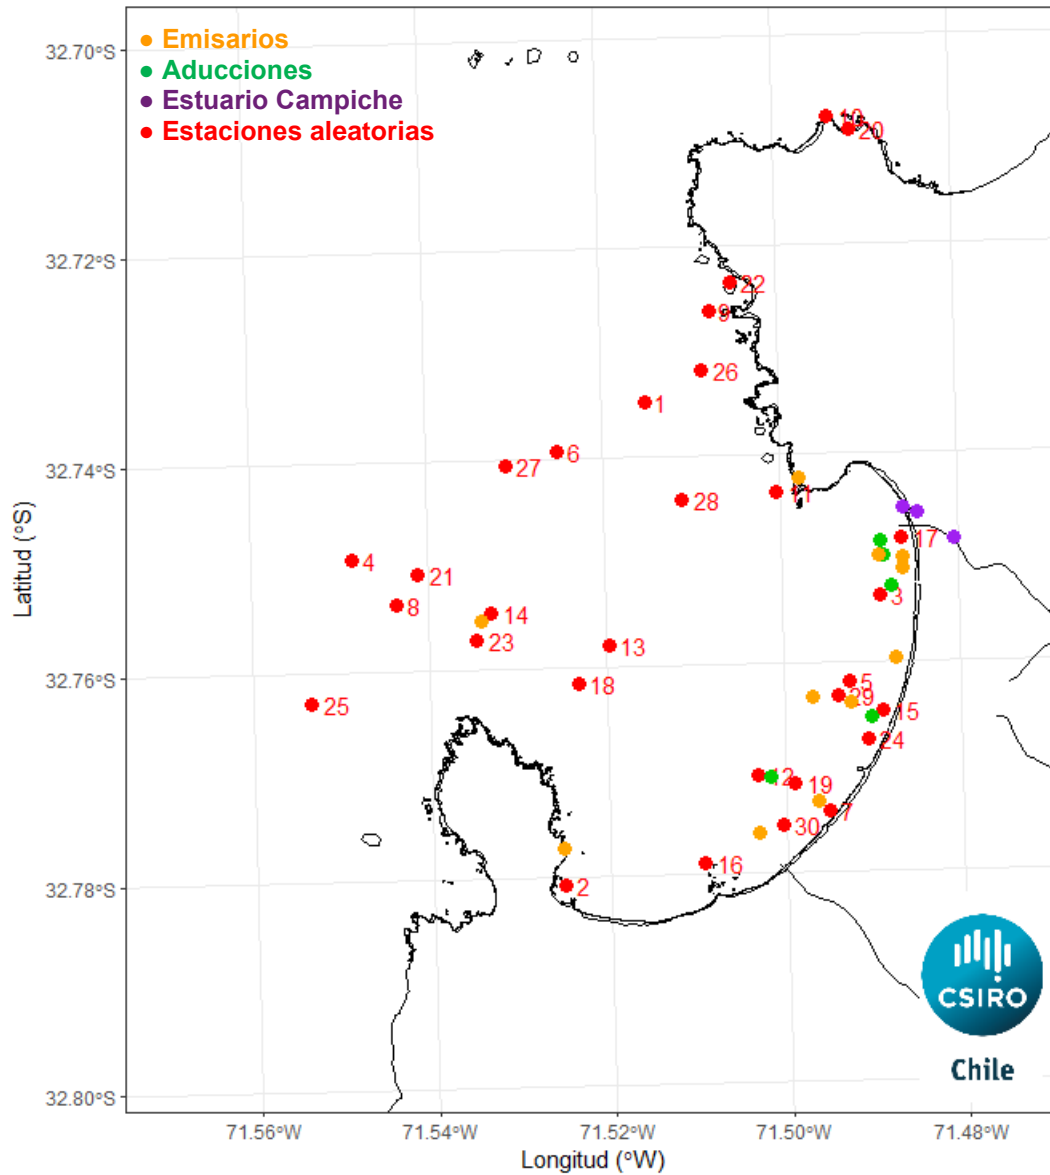 ● Emisarios
● Aducciones
● Estuario Campiche
● Estaciones aleatorias
32.70°S
32.72°S
32.74°S
32.76°S
32.78°S
32.80°S
Latitud (°S)
10
20
22
9
26
1
6
27
28
11
17
4
21
3
8
14
23
13
5
18
29
25
15
24
12
19
7
30
16
2
CSIRO
Chile
71.56°W
71.54°W
71.52°W
71.50°W
71.48°W
Longitud (°W)